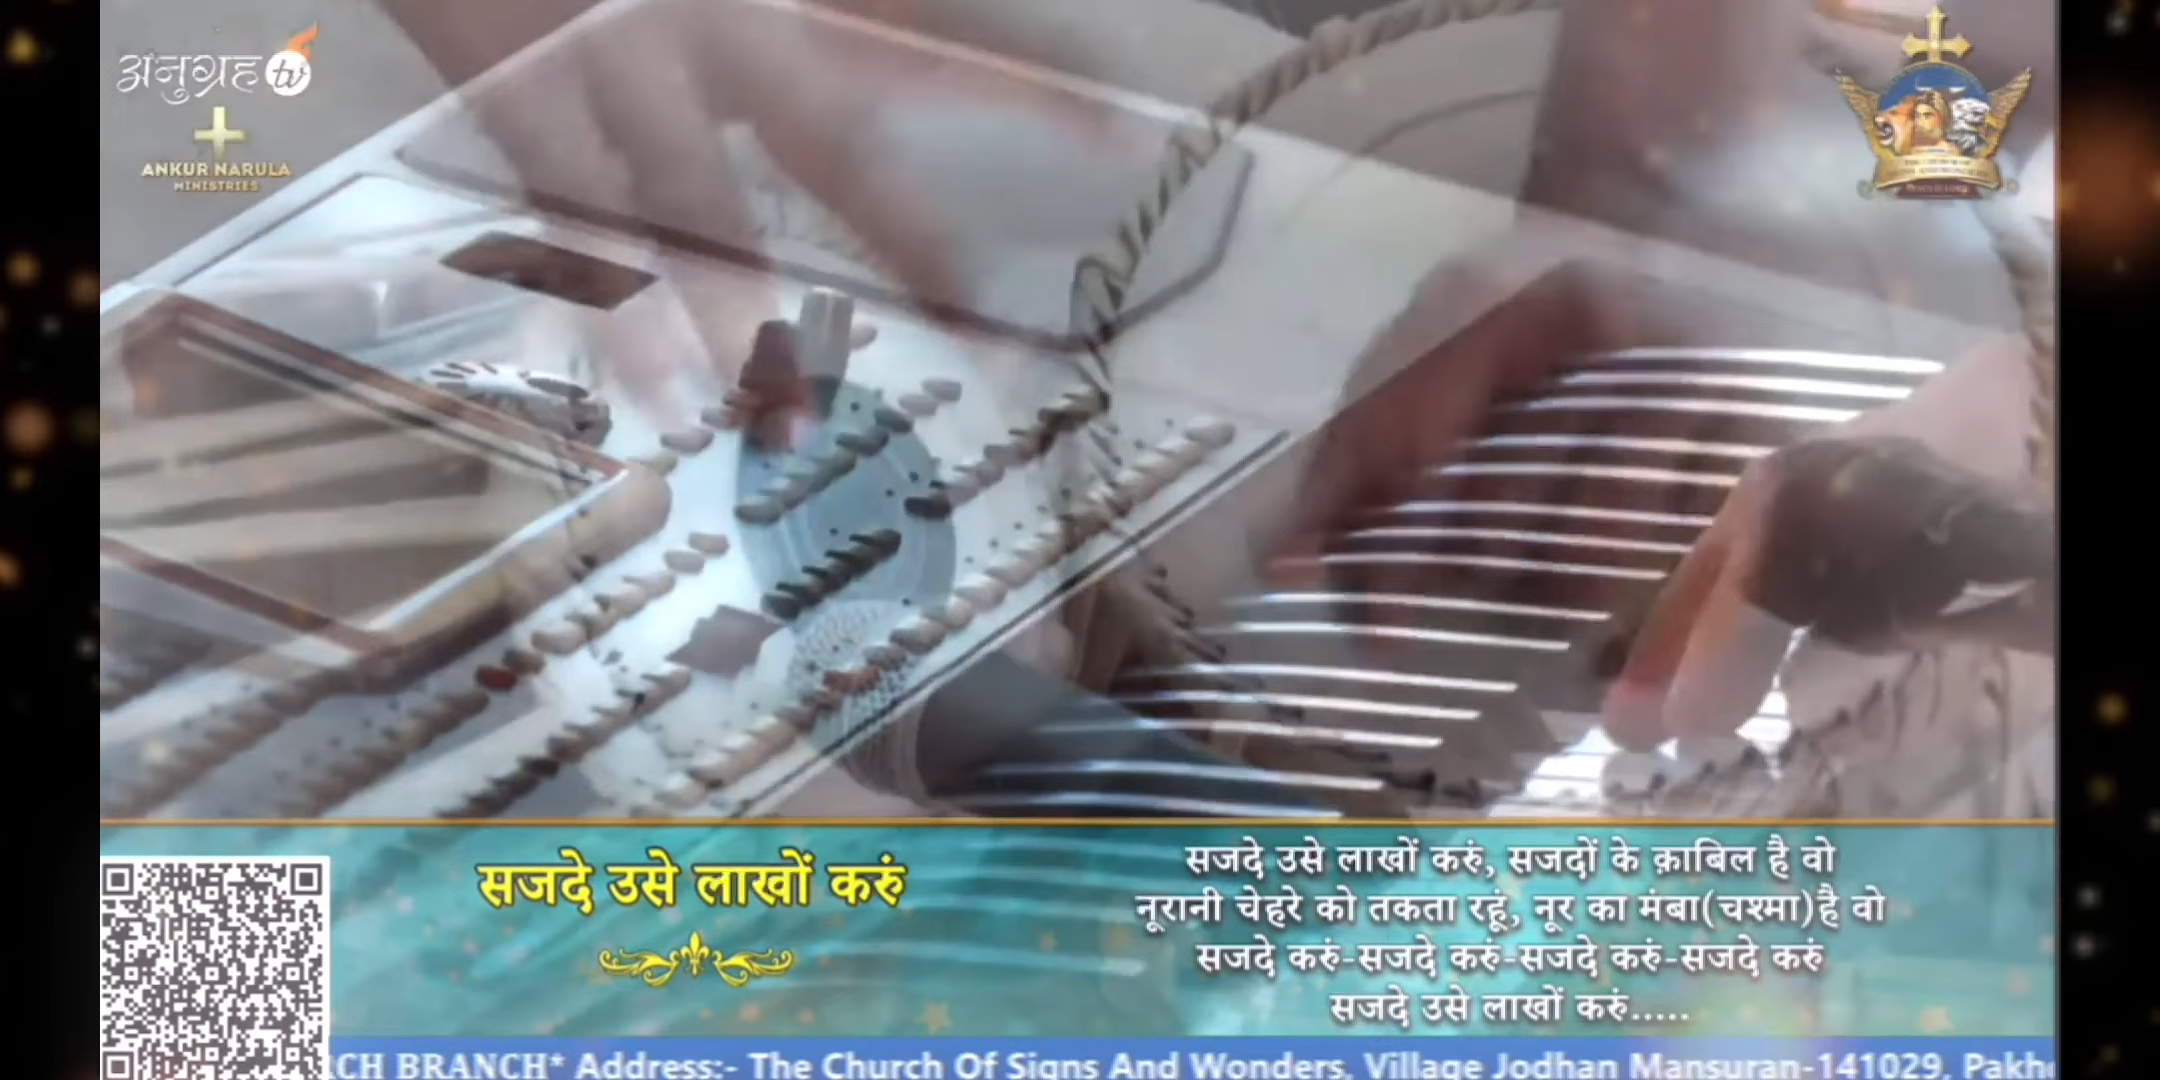 अनुग्रह tv
ANKUR NARULA
MINISTRIES
सजदे उसे लाखों करुं
सजदे उसे लाखों करुं, सजदों के क़ाबिल है वो
नूरानी चेहरे को तकता रहूं, नूर का मंबा(चश्मा)है वो
सजदे करुं-सजदे करुं-सजदे करुं-सजदे करुं
सजदे उसे लाखों करुं.....
RCH BRANCH* Address:- The Church Of Signs And Wonders, Village Jodhan Mansuran-141029, Pakho